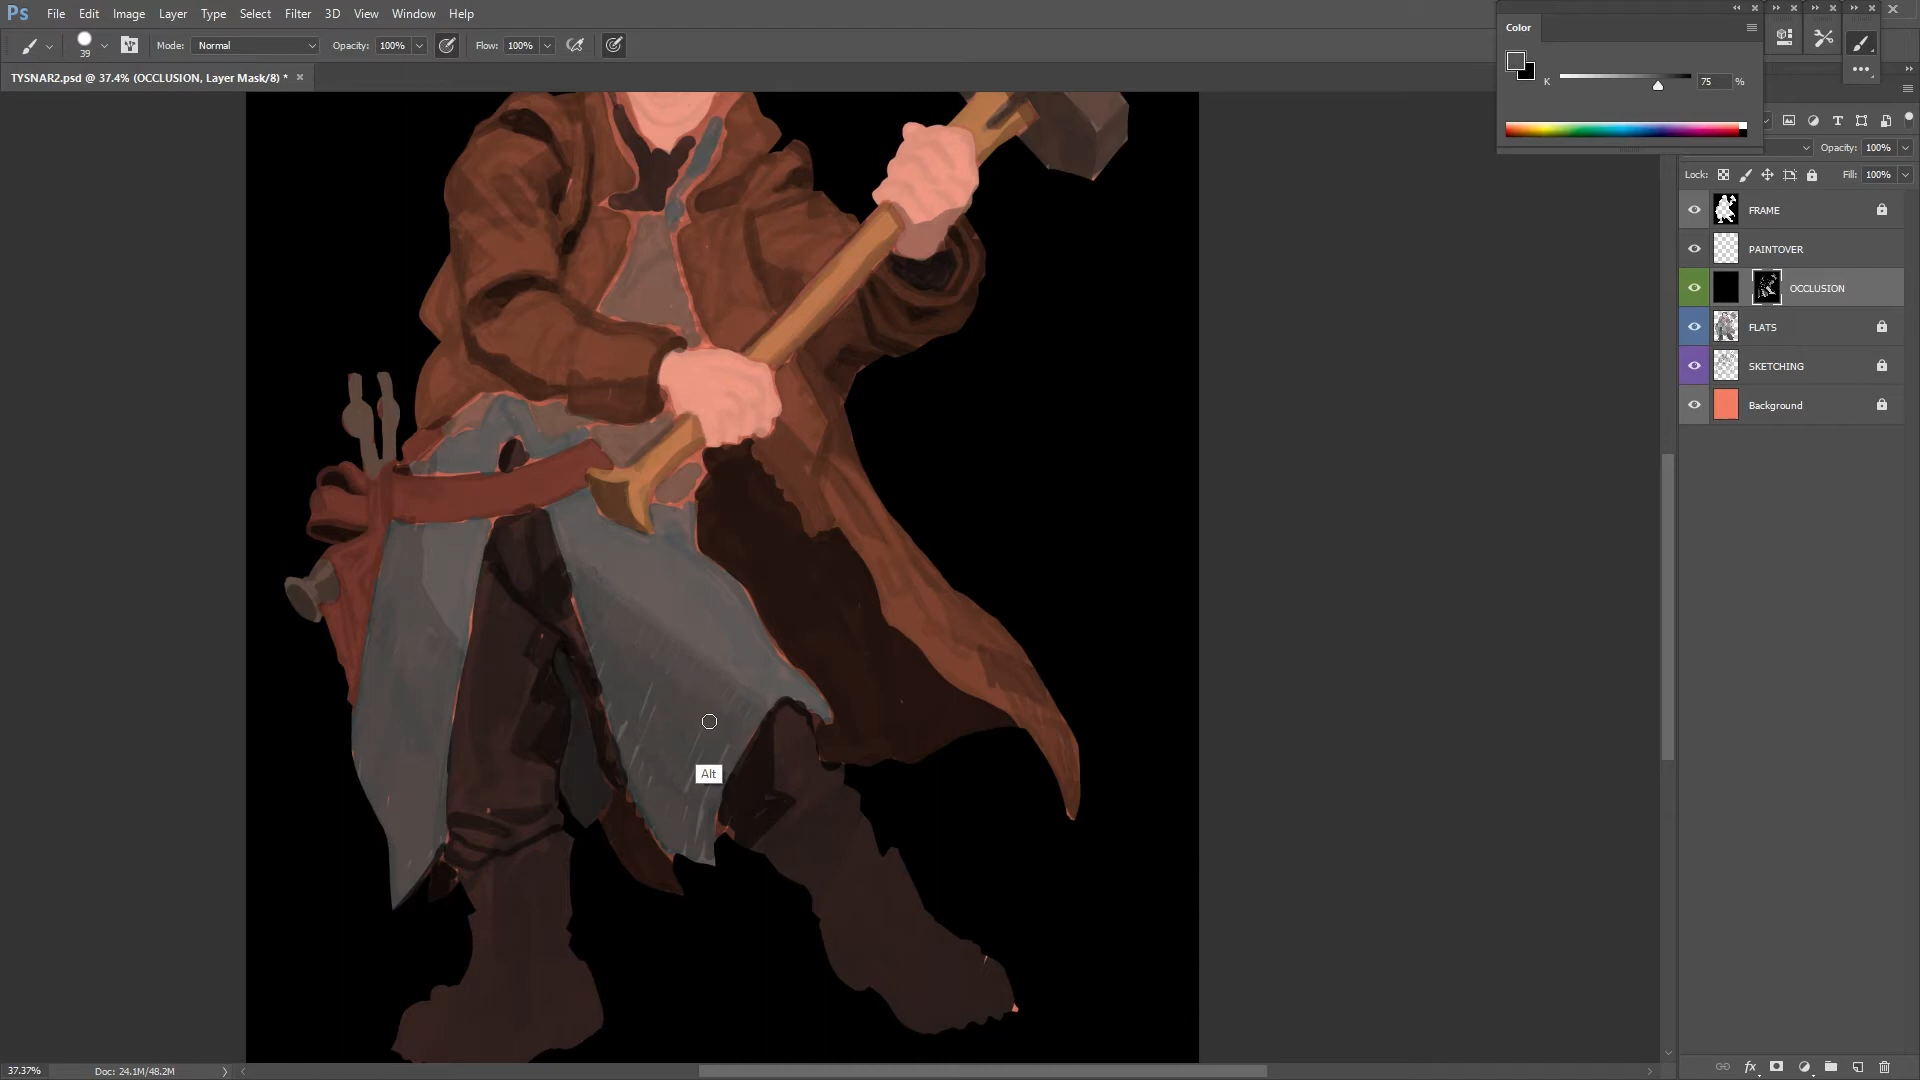 Ps File Edit Image Layer Type Select Filter 3D View Window Help
39 Mode: Normal Opacity: 100% Flow: 100%
TYSNAR2.psd @ 37.4% (OCCLUSION, Layer Mask/8) * ×
Color
K 75 %
Opacity: 100%
Lock: Fill: 100%
FRAME
PAINTOVER
OCCLUSION
FLATS
SKETCHING
Background
Alt
37.37% Doc: 24.1M/48.2M
fx